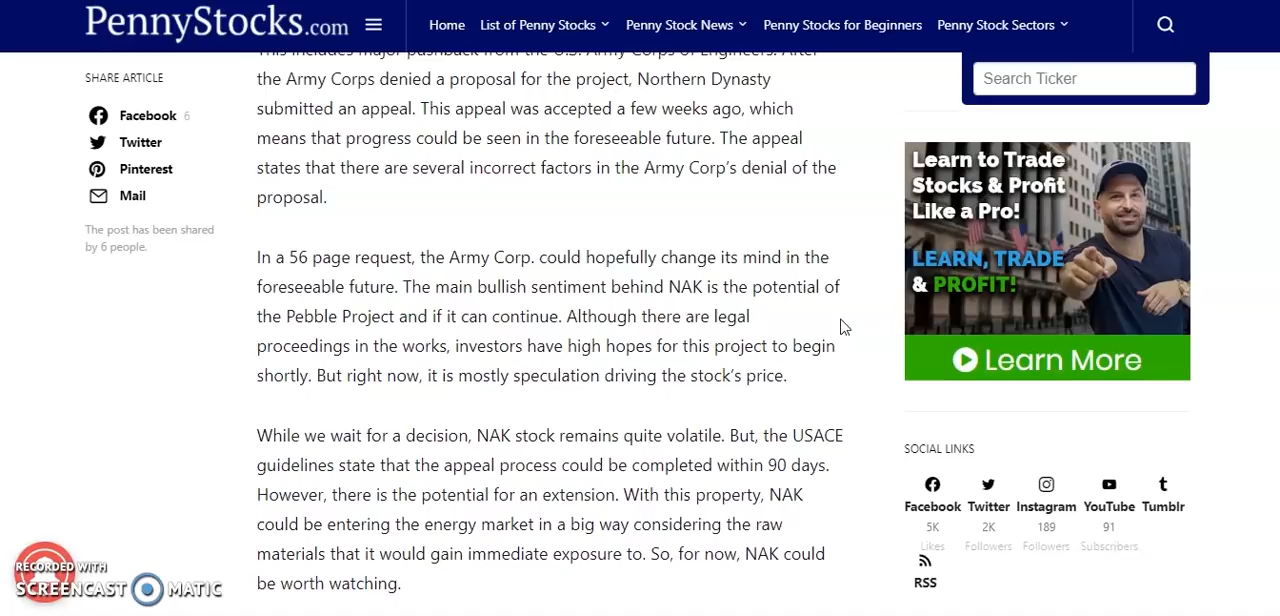 PennyStocks.com
Home List of Penny Stocks Penny Stock News Penny Stocks for Beginners Penny Stock Sectors
Search Ticker
SHARE ARTICLE
Facebook 6
Twitter
Pinterest
Mail
The post has been shared
by 6 people.
This includes major pushback from the U.S. Army Corps of Engineers. After
the Army Corps denied a proposal for the project, Northern Dynasty
submitted an appeal. This appeal was accepted a few weeks ago, which
means that progress could be seen in the foreseeable future. The appeal
states that there are several incorrect factors in the Army Corp's denial of the
proposal.
In a 56 page request, the Army Corp. could hopefully change its mind in the
foreseeable future. The main bullish sentiment behind NAK is the potential of
the Pebble Project and if it can continue. Although there are legal
proceedings in the works, investors have high hopes for this project to begin
shortly. But right now, it is mostly speculation driving the stock's price.
While we wait for a decision, NAK stock remains quite volatile. But, the USACE
guidelines state that the appeal process could be completed within 90 days.
However, there is the potential for an extension. With this property, NAK
could be entering the energy market in a big way considering the raw
materials that it would gain immediate exposure to. So, for now, NAK could
be worth watching.
Learn to Trade
Stocks & Profit
Like a Pro!
LEARN, TRADE
& PROFIT!
Learn More
SOCIAL LINKS
Facebook Twitter Instagram YouTube Tumblr
5K 2K 189 91
Likes Followers Followers Subscribers
RSS
RECORDED WITH
SCREENCAST MATIC